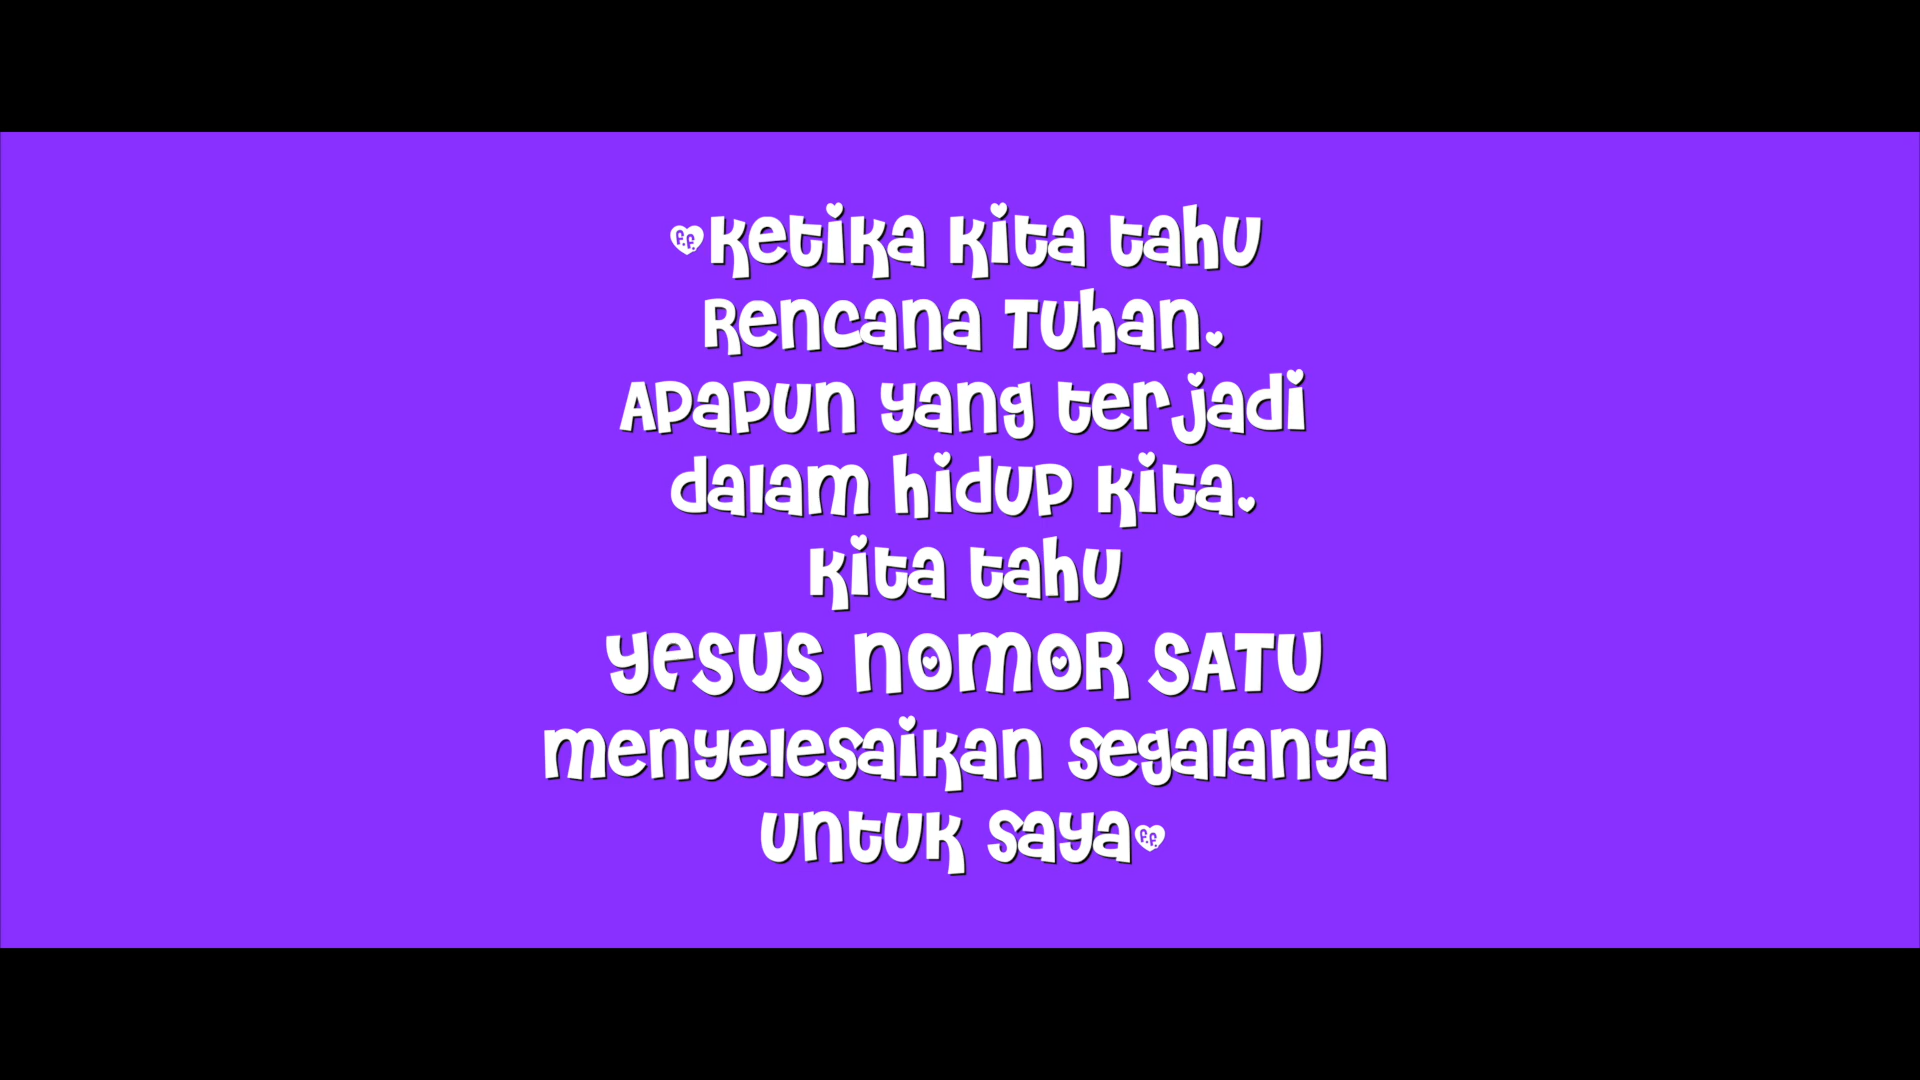 Ketika kita tahu
Rencana Tuhan.
Apapun yang terjadi
dalam hidup kita.
kita tahu
YESUS NOMOR SATU
menyelesaikan segalanya
untuk saya